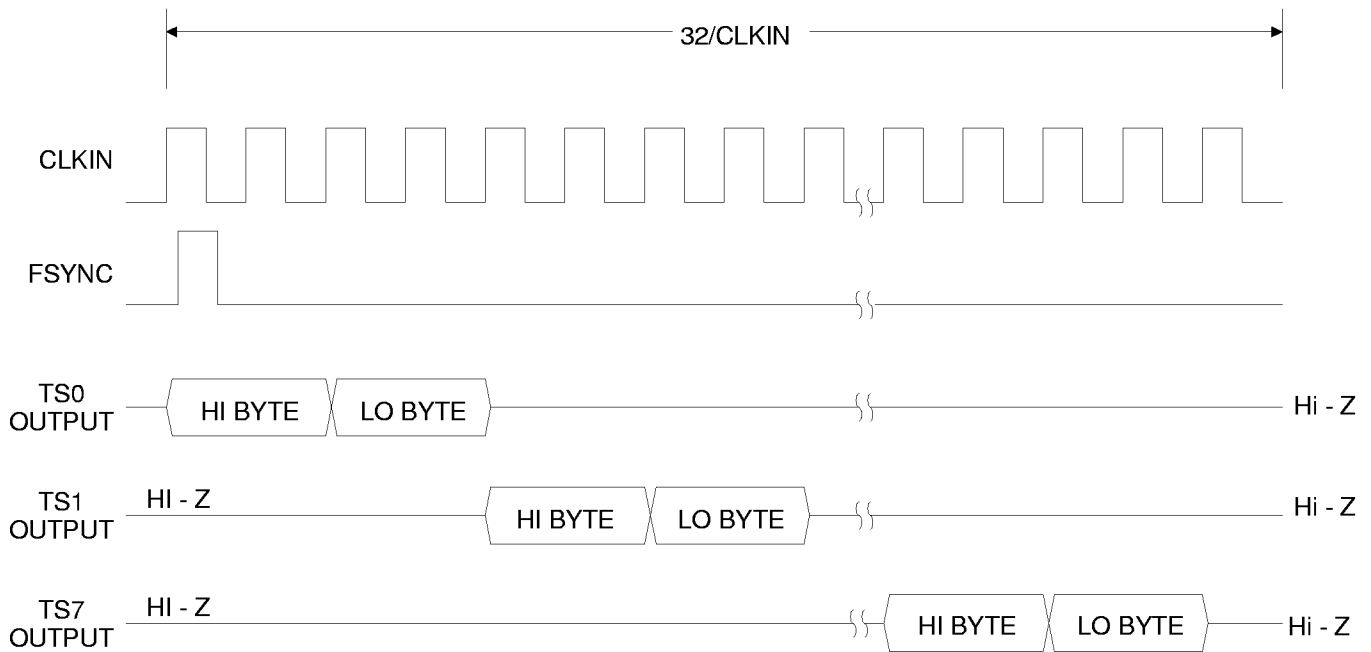 32/CLKIN
CLKIN
FSYNC
TS0
OUTPUT
HI BYTE
LO BYTE
Hi - Z
TS1
OUTPUT
HI - Z
HI BYTE
LO BYTE
Hi - Z
TS7
OUTPUT
HI - Z
HI BYTE
LO BYTE
Hi - Z